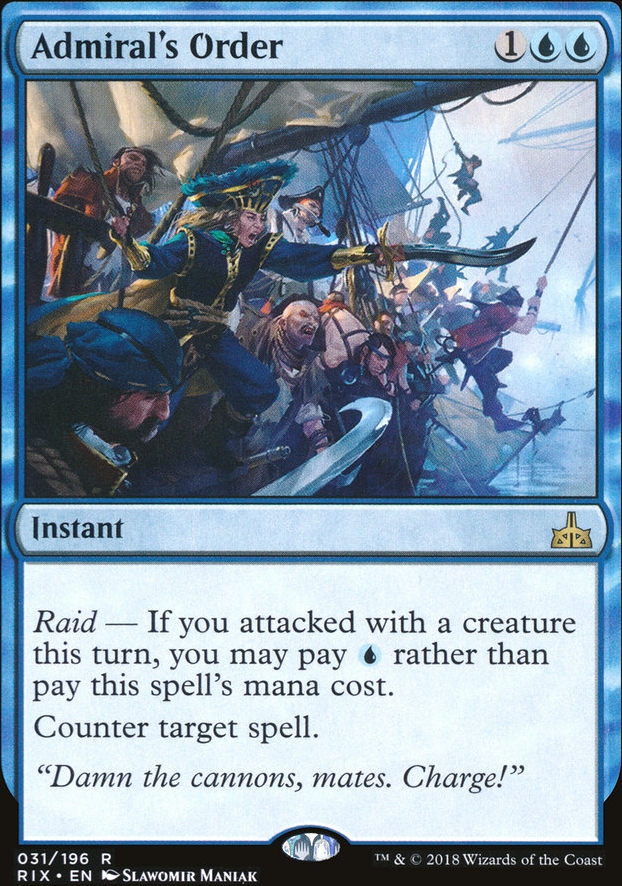 Admiral's Order 1
Instant
Raid — If you attacked with a creature
this turn, you may pay rather than
pay this spell's mana cost.
Counter target spell.
“Damn the cannons, mates. Charge!”
031/196 R
RIX • EN Slawomir Maniak
™ & © 2018 Wizards of the Coast